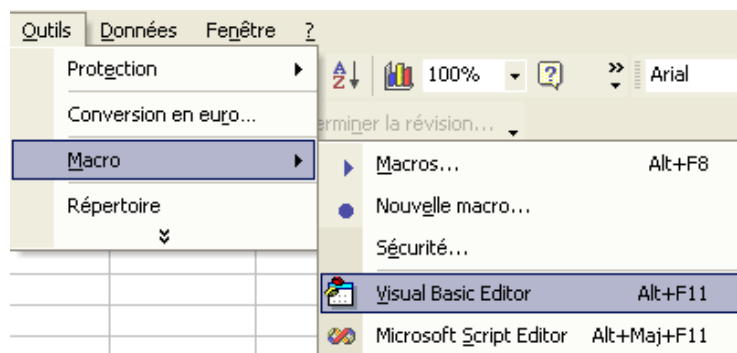 Outils Données Fenêtre ?
Protection
100% Arial
Conversion en euro...
erminer la révision...
Macro
Macros... Alt+F8
Répertoire
Nouvelle macro...
Sécurité...
Visual Basic Editor Alt+F11
Microsoft Script Editor Alt+Maj+F11